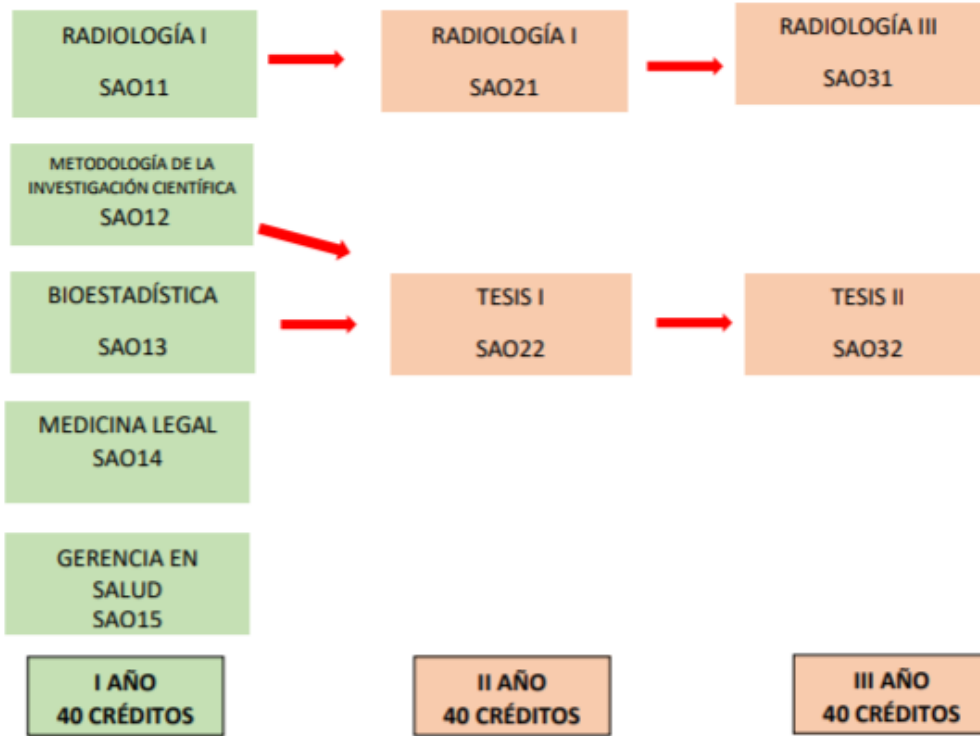 RADIOLOGÍA I
SAO11
RADIOLOGÍA I
SAO21
RADIOLOGÍA III
SAO31
METODOLOGÍA DE LA
INVESTIGACIÓN CIENTÍFICA
SAO12
BIOESTADÍSTICA
SAO13
TESIS I
SAO22
TESIS II
SAO32
MEDICINA LEGAL
SAO14
GERENCIA EN
SALUD
SAO15
I AÑO
40 CRÉDITOS
II AÑO
40 CRÉDITOS
III AÑO
40 CRÉDITOS